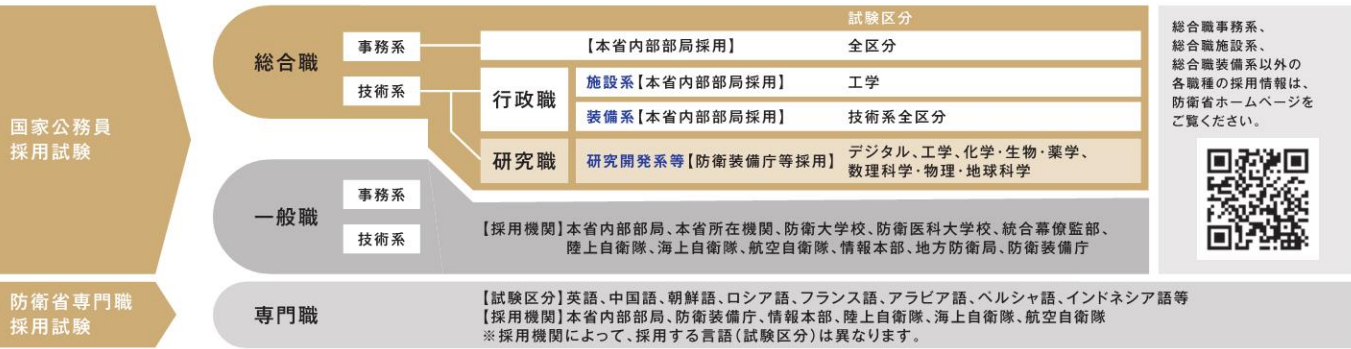 国家公務員
採用試験
総合職
事務系
技術系
試験区分
【本省内部部局採用】 全区分
行政職
施設系【本省内部部局採用】 工学
装備系【本省内部部局採用】 技術系全区分
研究職
研究開発系等【防衛装備庁等採用】 デジタル、工学、化学・生物・薬学、
数理科学・物理・地球科学
一般職
事務系
技術系
【採用機関】本省内部部局、本省所在機関、防衛大学校、防衛医科大学校、統合幕僚監部、
陸上自衛隊、海上自衛隊、航空自衛隊、情報本部、地方防衛局、防衛装備庁
防衛省専門職
採用試験
専門職
【試験区分】英語、中国語、朝鮮語、ロシア語、フランス語、アラビア語、ペルシャ語、インドネシア語等
【採用機関】本省内部部局、防衛装備庁、情報本部、陸上自衛隊、海上自衛隊、航空自衛隊
※採用機関によって、採用する言語(試験区分)は異なります。
総合職事務系、
総合職施設系、
総合職装備系以外の
各職種の採用情報は、
防衛省ホームページを
ご覧ください。